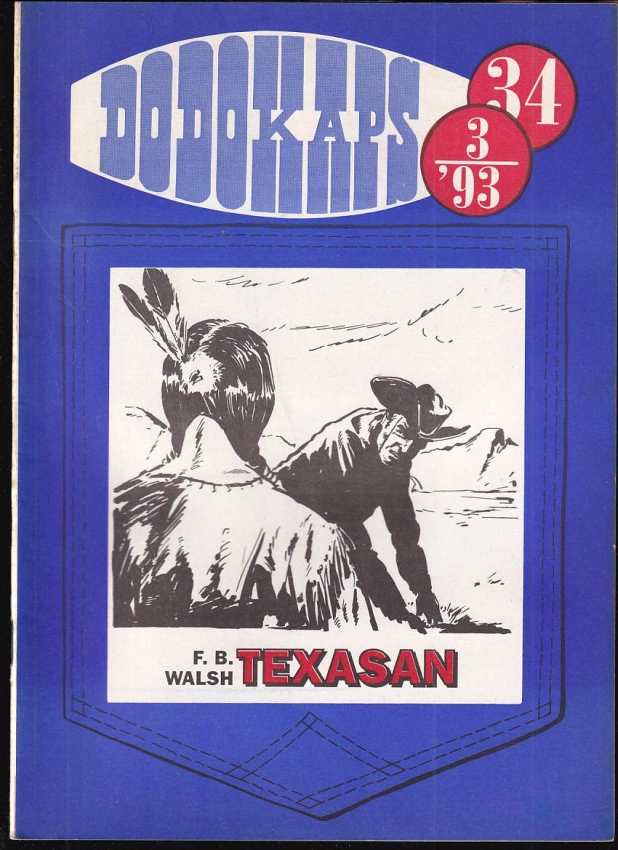 DODOKAPS
34
3
'93
F. B.
WALSH TEXASAN